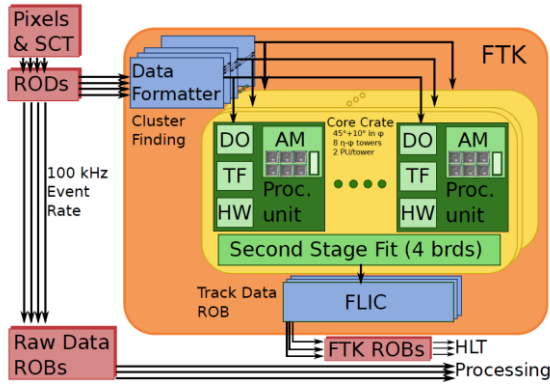 Pixels
& SCT
RODs
100 kHz
Event
Rate
Raw Data
ROBs
FTK
Data
Formatter
Cluster
Finding
Core Crate
45°+10° in φ
8 η-φ towers
2 PU/tower
DO
TF
HW
AM
Proc.
unit
DO
TF
HW
AM
Proc.
unit
Second Stage Fit (4 brds)
Track Data
ROB
FLIC
FTK ROBs
HLT
Processing